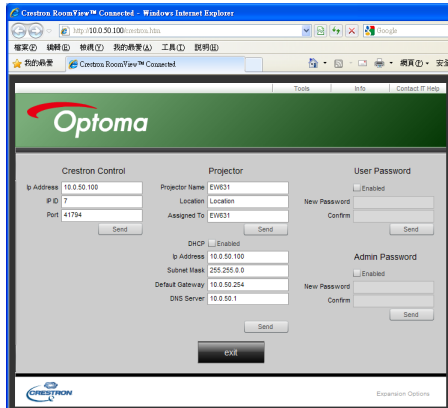 Crestron RoomView™ Connected - Windows Internet Explorer
http://10.0.50.100/crestron.htm
Google
檔案(F) 編輯(E) 檢視(V) 我的最愛(A) 工具(T) 說明(H)
我的最愛 Crestron RoomView™ Connected 網頁(P) 安全
Tools Info Contact IT Help
Optoma
Crestron Control Projector User Password
Ip Address 10.0.50.100 Projector Name EW631 Enabled
IP ID 7 Location Location New Password
Port 41794 Assigned To EW631 Confirm
Send Send Send
DHCP Enabled
Ip Address 10.0.50.100 Admin Password
Subnet Mask 255.255.0.0 Enabled
Default Gateway 10.0.50.254 New Password
DNS Server 10.0.50.1 Confirm
Send Send
exit
CRESTRON Expansion Options